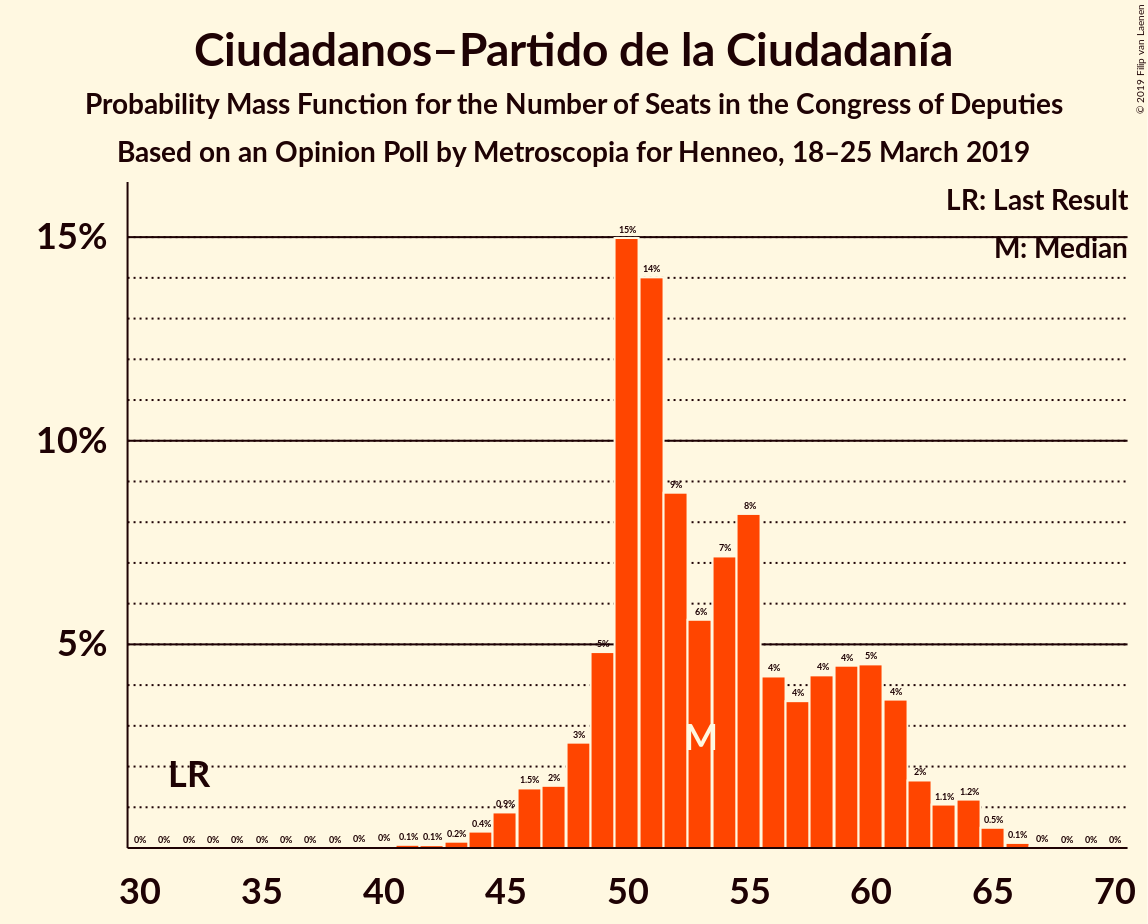 Ciudadanos–Partido de la Ciudadanía
Probability Mass Function for the Number of Seats in the Congress of Deputies
Based on an Opinion Poll by Metroscopia for Henneo, 18–25 March 2019
© 2019 Filip van Laenen
LR: Last Result
M: Median
15%
10%
5%
LR
M
0% 0% 0% 0% 0% 0% 0% 0% 0% 0% 0% 0.1% 0.1% 0.2% 0.4% 0.9% 1.5% 2% 3% 5% 15% 14% 9% 6% 7% 8% 4% 4% 4% 4% 5% 4% 2% 1.1% 1.2% 0.5% 0.1% 0% 0% 0% 0%
30 35 40 45 50 55 60 65 70